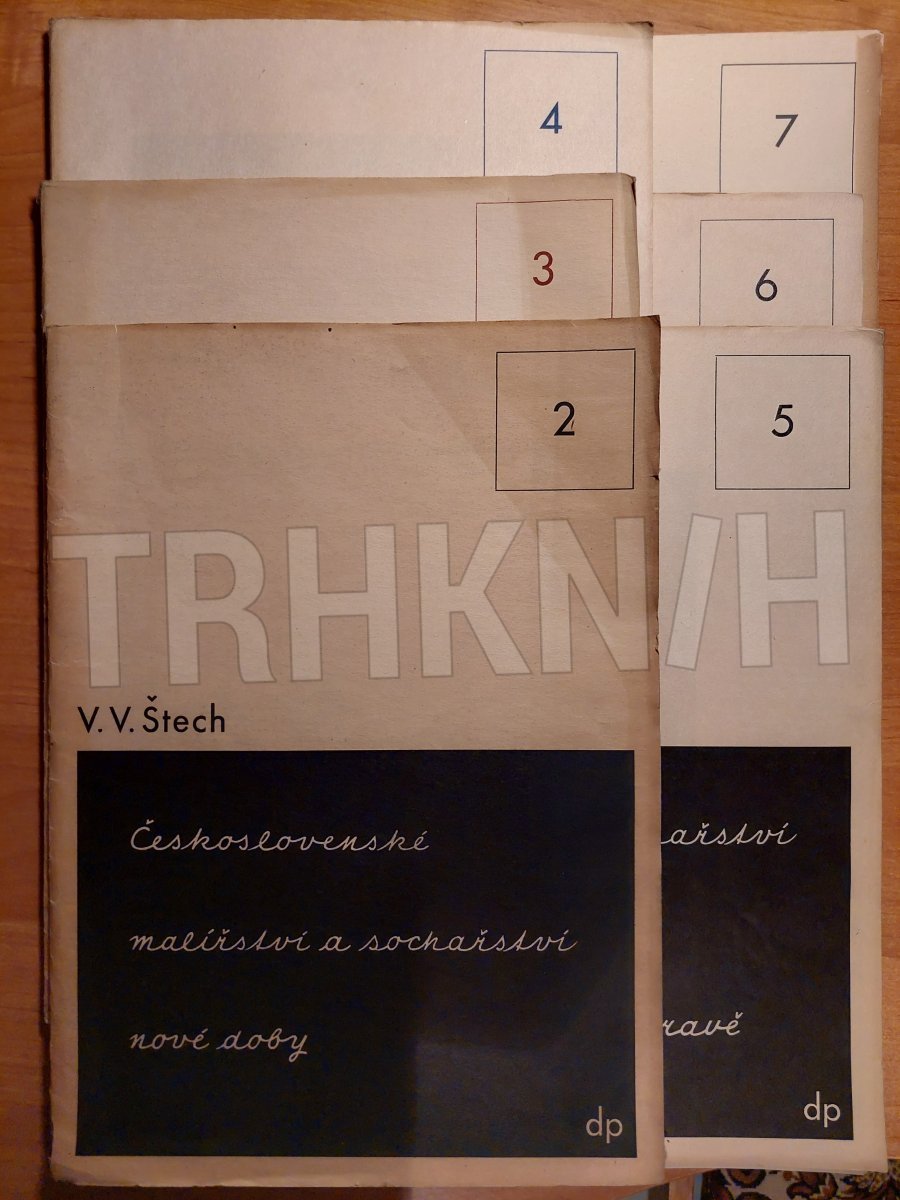 4
7
3
6
2
5
TRHKNIH
V. V. Štech
Československé
malířství a sochařství
nové doby
dp
ařství
ravě
dp